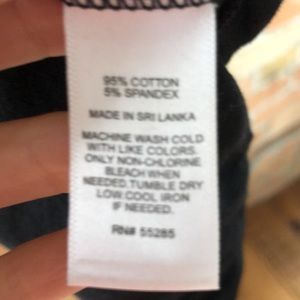 95% COTTON
5% SPANDEX
MADE IN SRI LANKA
MACHINE WASH COLD
WITH LIKE COLORS.
ONLY NON-CHLORINE
BLEACH WHEN
NEEDED.TUMBLE DRY
LOW.COOL IRON
IF NEEDED.
RN# 55285